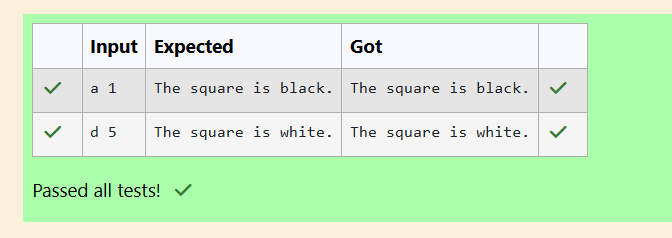 Input Expected Got
a 1 The square is black. The square is black.
d 5 The square is white. The square is white.
Passed all tests!